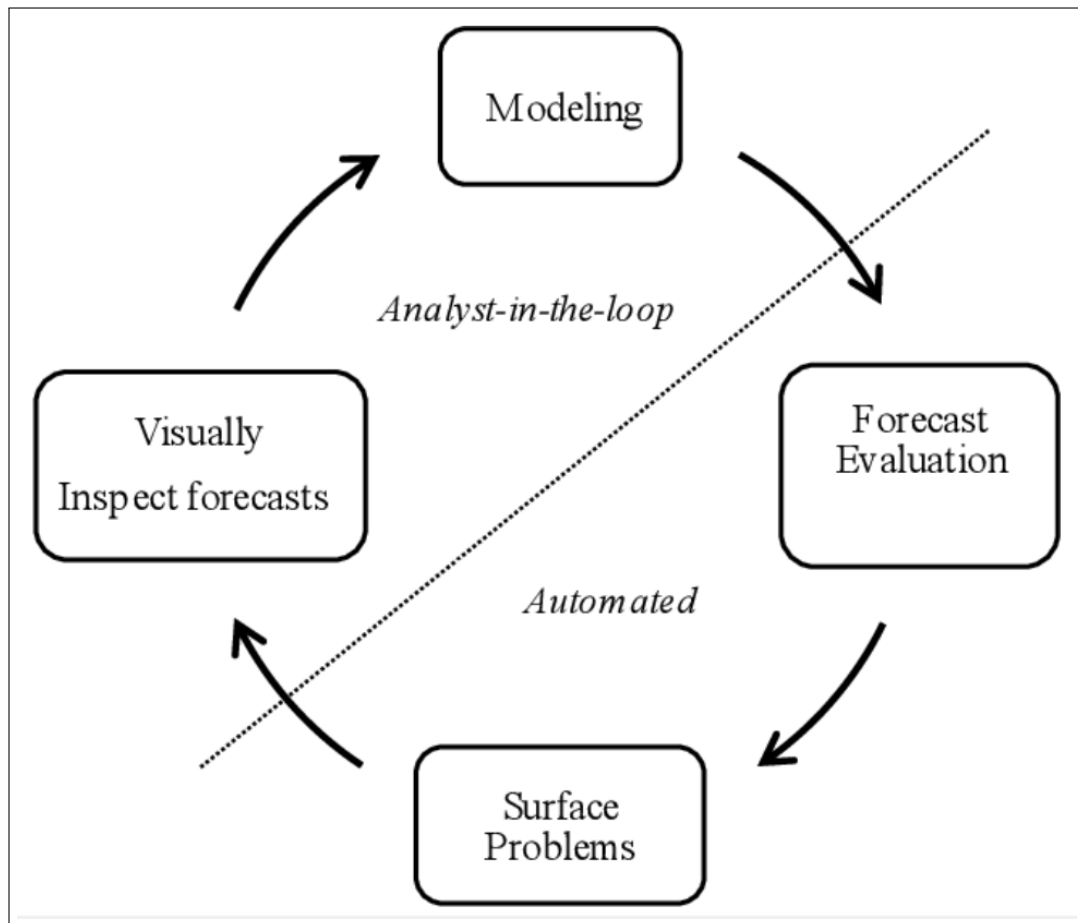 Modeling
Analyst-in-the-loop
Visually
Inspect forecasts
Forecast
Evaluation
Automated
Surface
Problems